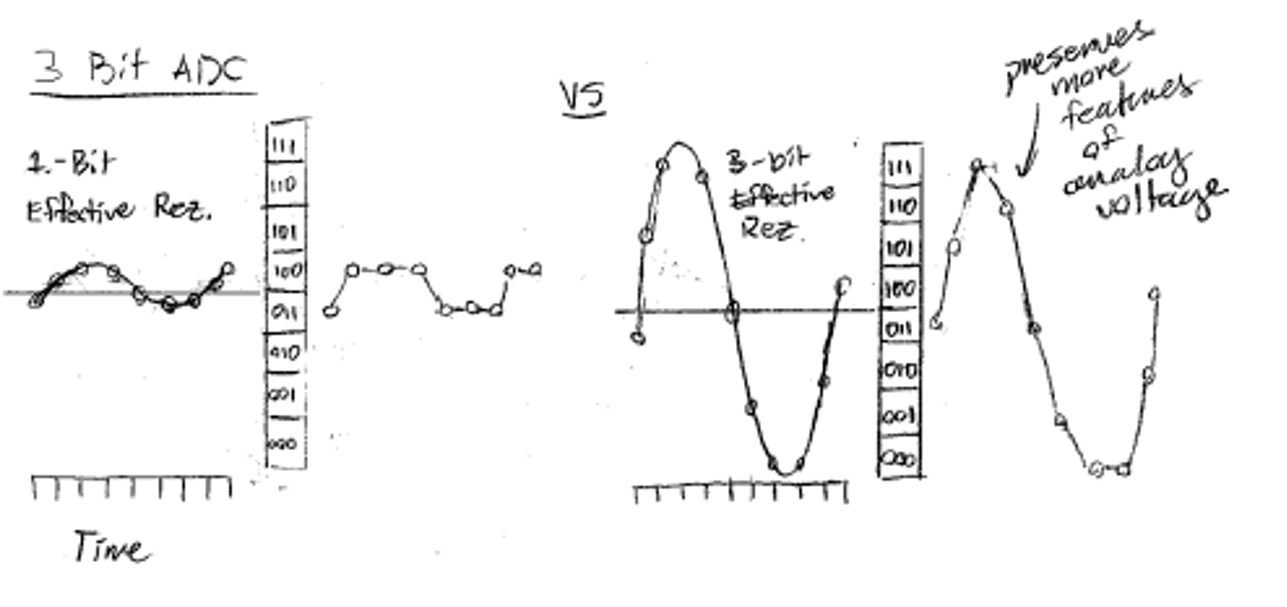 3 Bit ADC
VS
1.-Bit
Effective Rez.
111
110
101
100
011
010
001
000
Time
3-bit
Effective
Rez.
111
110
101
100
011
010
001
000
preserves
more
features
of
analog
voltage